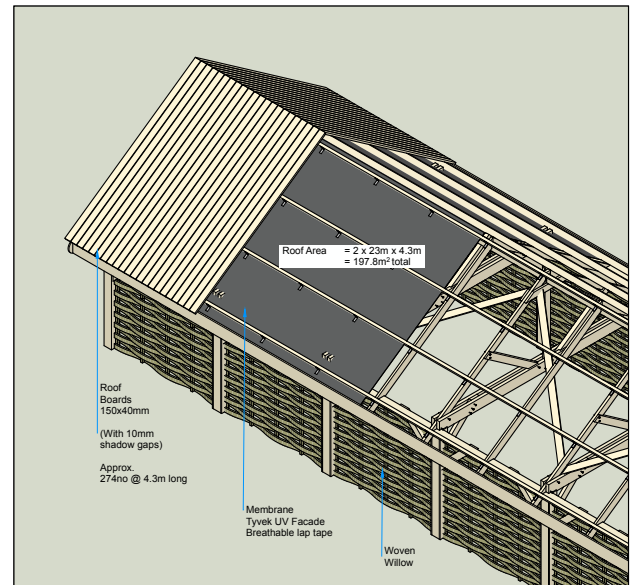 Roof Area = 2 x 23m x 4.3m
= 197.8m² total
Roof
Boards
150x40mm
(With 10mm
shadow gaps)
Approx.
274no @ 4.3m long
Membrane
Tyvek UV Facade
Breathable lap tape
Woven
Willow